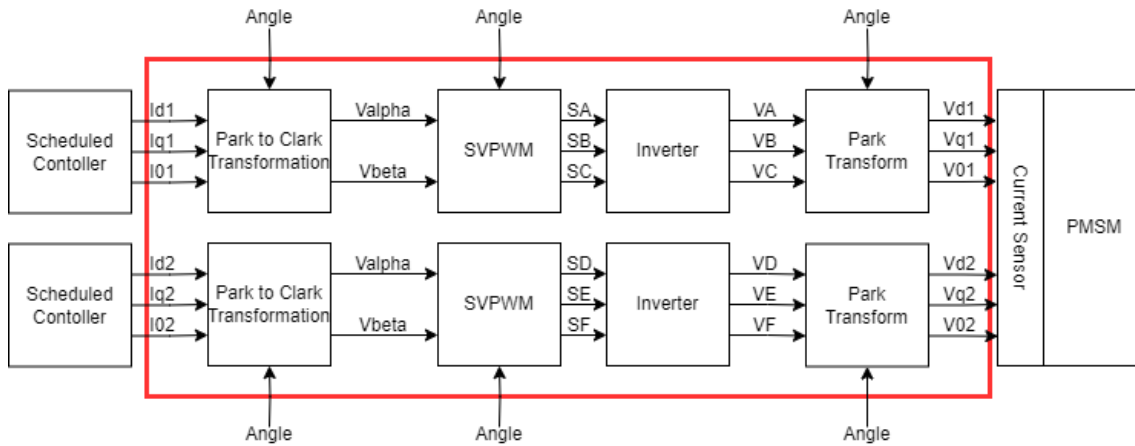 Angle
Angle
Angle
Scheduled
Contoller
Id1
Iq1
I01
Park to Clark
Transformation
Valpha
Vbeta
SVPWM
SA
SB
SC
Inverter
VA
VB
VC
Park
Transform
Vd1
Vq1
V01
Current Sensor
PMSM
Scheduled
Contoller
Id2
Iq2
I02
Park to Clark
Transformation
Valpha
Vbeta
SVPWM
SD
SE
SF
Inverter
VD
VE
VF
Park
Transform
Vd2
Vq2
V02
Angle
Angle
Angle